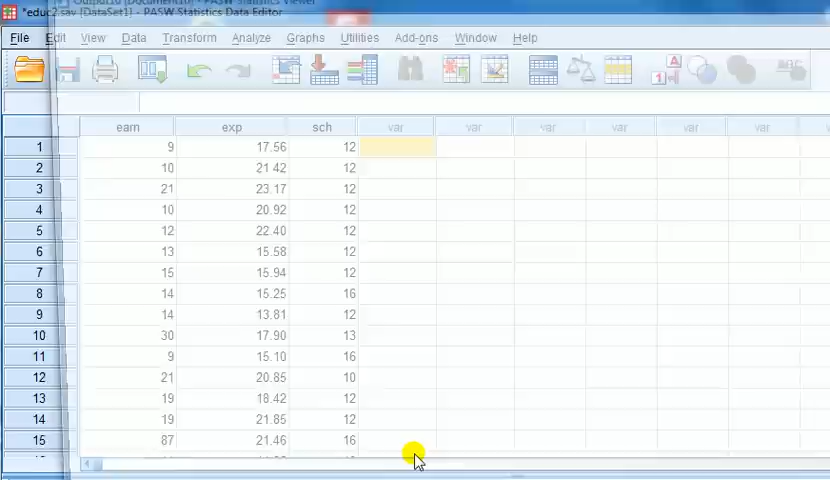 Output10 [Document10] - PASW Statistics Viewer
*educ2.sav [DataSet1] - PASW Statistics Data Editor
File Edit View Data Transform Analyze Graphs Utilities Add-ons Window Help
earn exp sch var var var var var var
1 9 17.56 12
2 10 21.42 12
3 21 23.17 12
4 10 20.92 12
5 12 22.40 12
6 13 15.58 12
7 15 15.94 12
8 14 15.25 16
9 14 13.81 12
10 30 17.90 13
11 9 15.10 16
12 21 20.85 10
13 19 18.42 12
14 19 21.85 12
15 87 21.46 16